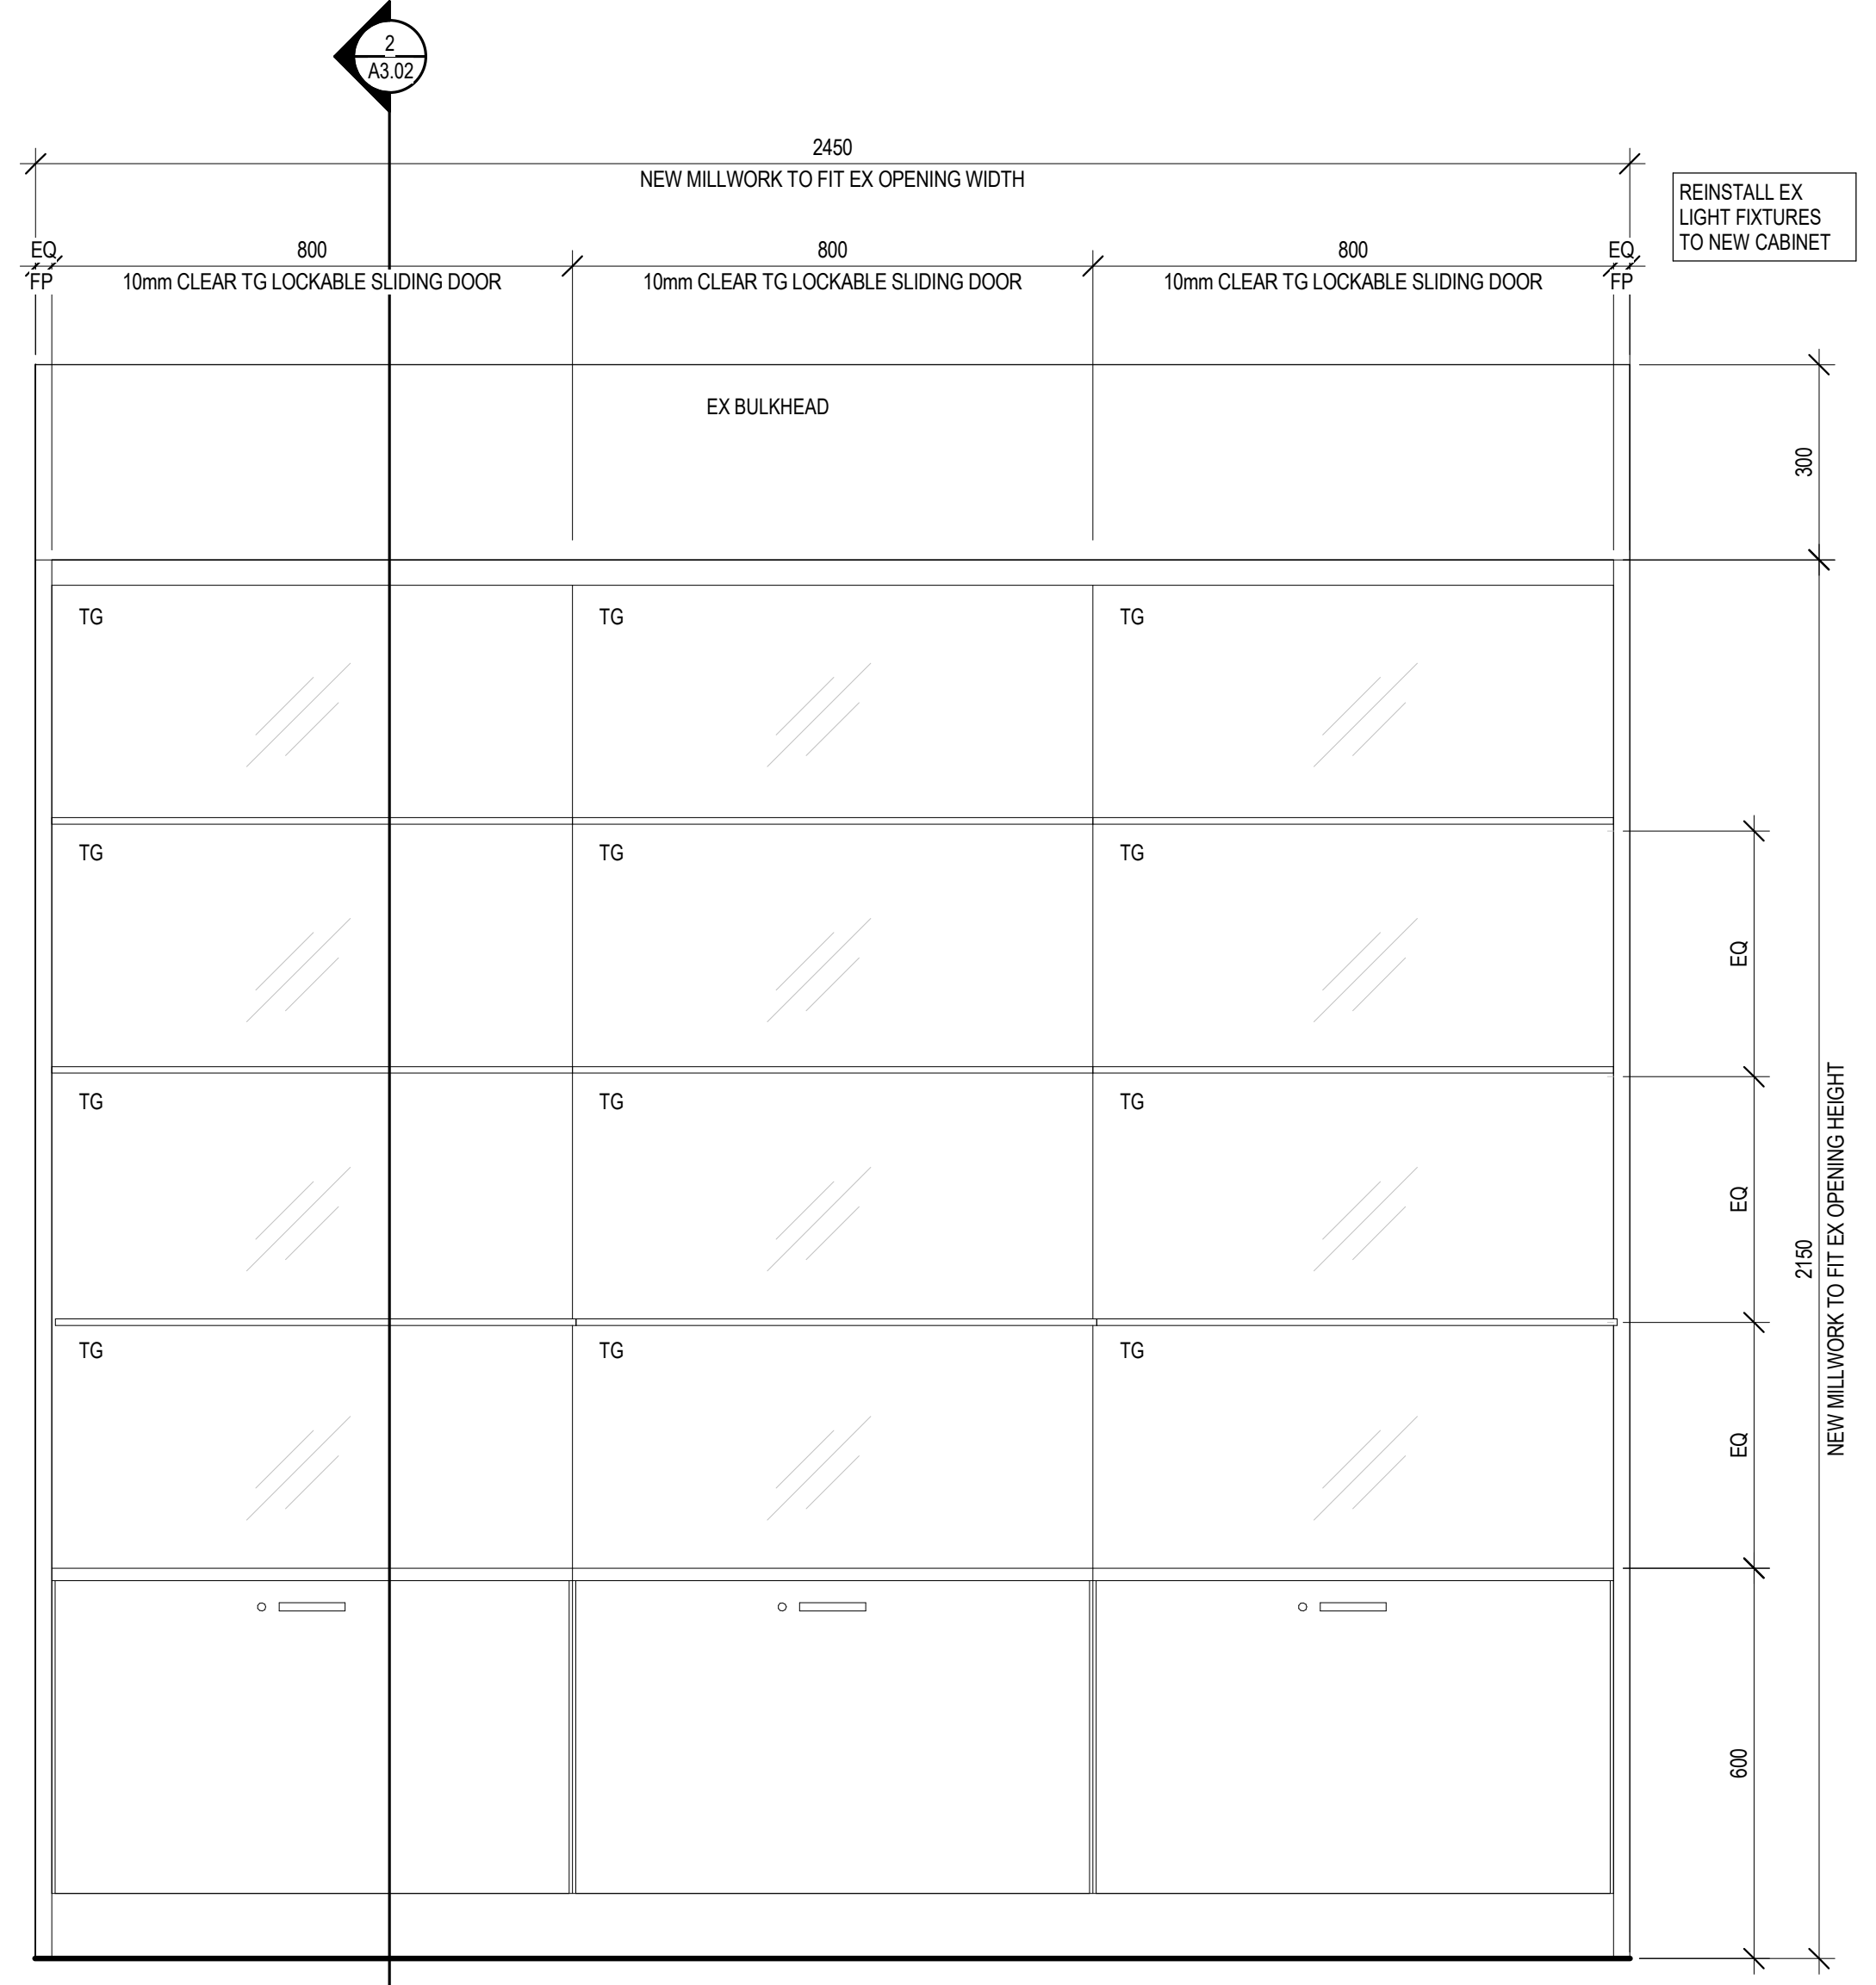 2
A3.02
2450
NEW MILLWORK TO FIT EX OPENING WIDTH
REINSTALL EX
LIGHT FIXTURES
TO NEW CABINET
EQ
800
800
800
EQ
FP
10mm CLEAR TG LOCKABLE SLIDING DOOR
10mm CLEAR TG LOCKABLE SLIDING DOOR
10mm CLEAR TG LOCKABLE SLIDING DOOR
FP
EX BULKHEAD
300
TG
TG
TG
TG
TG
TG
EQ
TG
TG
TG
EQ
2150
NEW MILLWORK TO FIT EX OPENING HEIGHT
TG
TG
TG
EQ
600